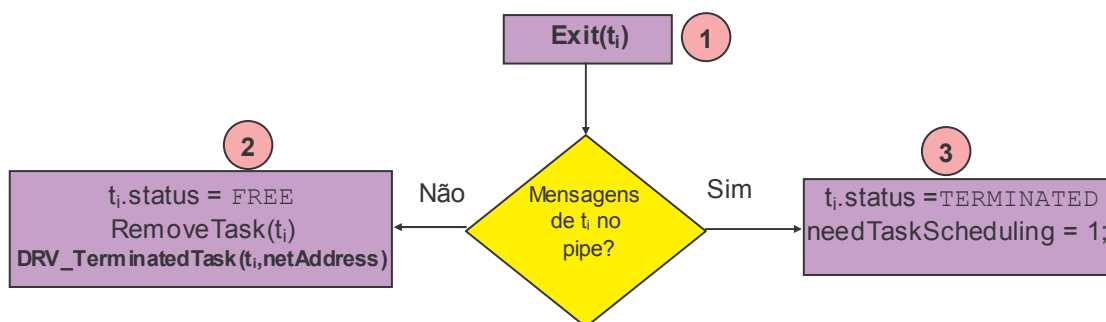 Exit(tᵢ)
1
2
3
tᵢ.status = FREE
RemoveTask(tᵢ)
DRV_TerminatedTask(tᵢ,netAddress)
Não
Mensagens
de tᵢ no
pipe?
Sim
tᵢ.status =TERMINATED
needTaskScheduling = 1;